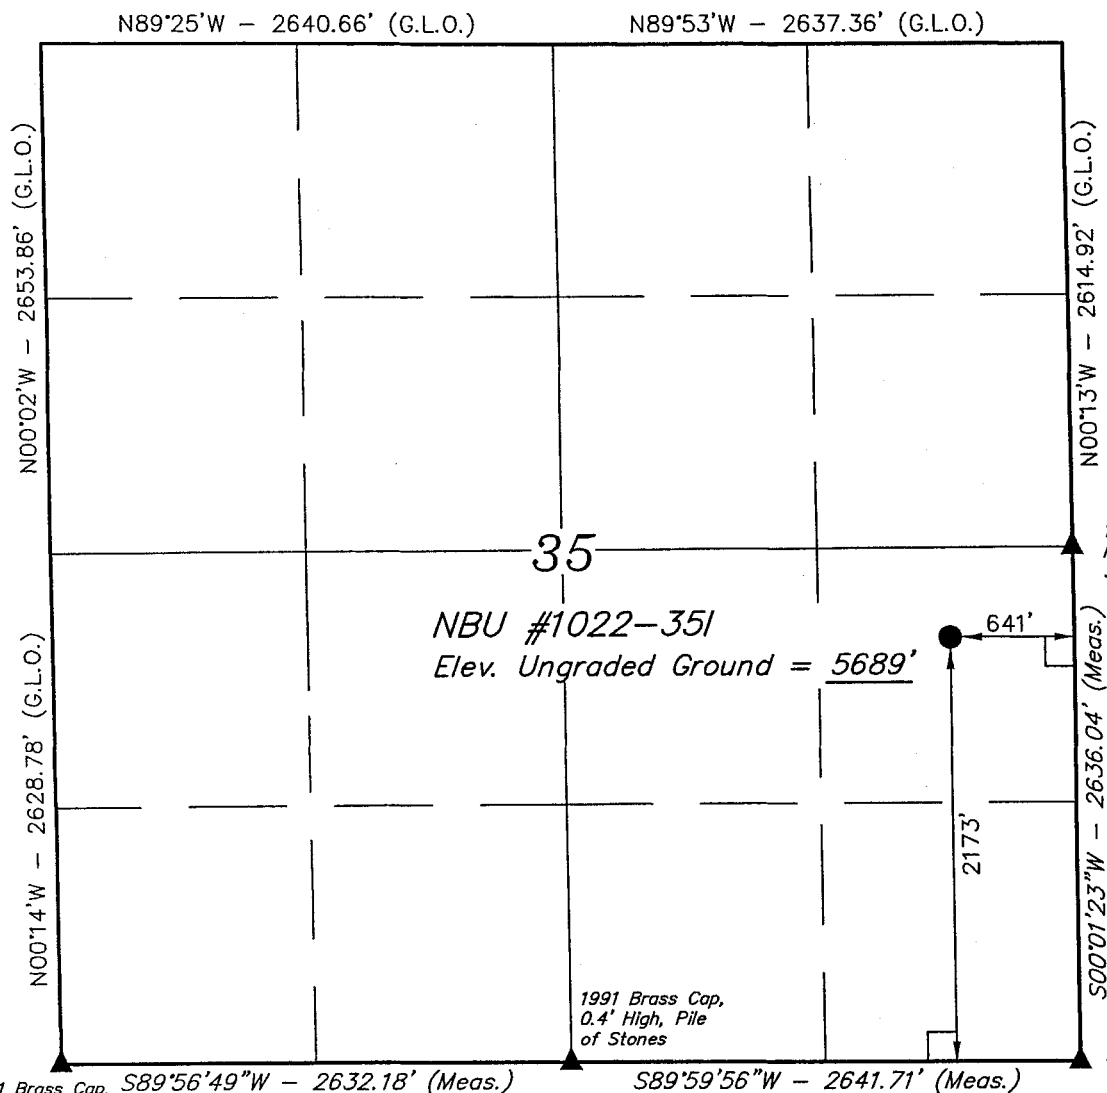 N89°25'W – 2640.66' (G.L.O.)
N89°53'W – 2637.36' (G.L.O.)
N00°02'W – 2653.86' (G.L.O.)
N00°13'W – 2614.92' (G.L.O.)
35
NBU #1022–35I
Elev. Ungraded Ground = 5689'
641'
2173'
N00°14'W – 2628.78' (G.L.O.)
S00°01'23"W – 2636.04' (Meas.)
1991 Brass Cap,
0.4' High, Pile
of Stones
1 Brass Cap,
S89°56'49"W – 2632.18' (Meas.)
S89°59'56"W – 2641.71' (Meas.)